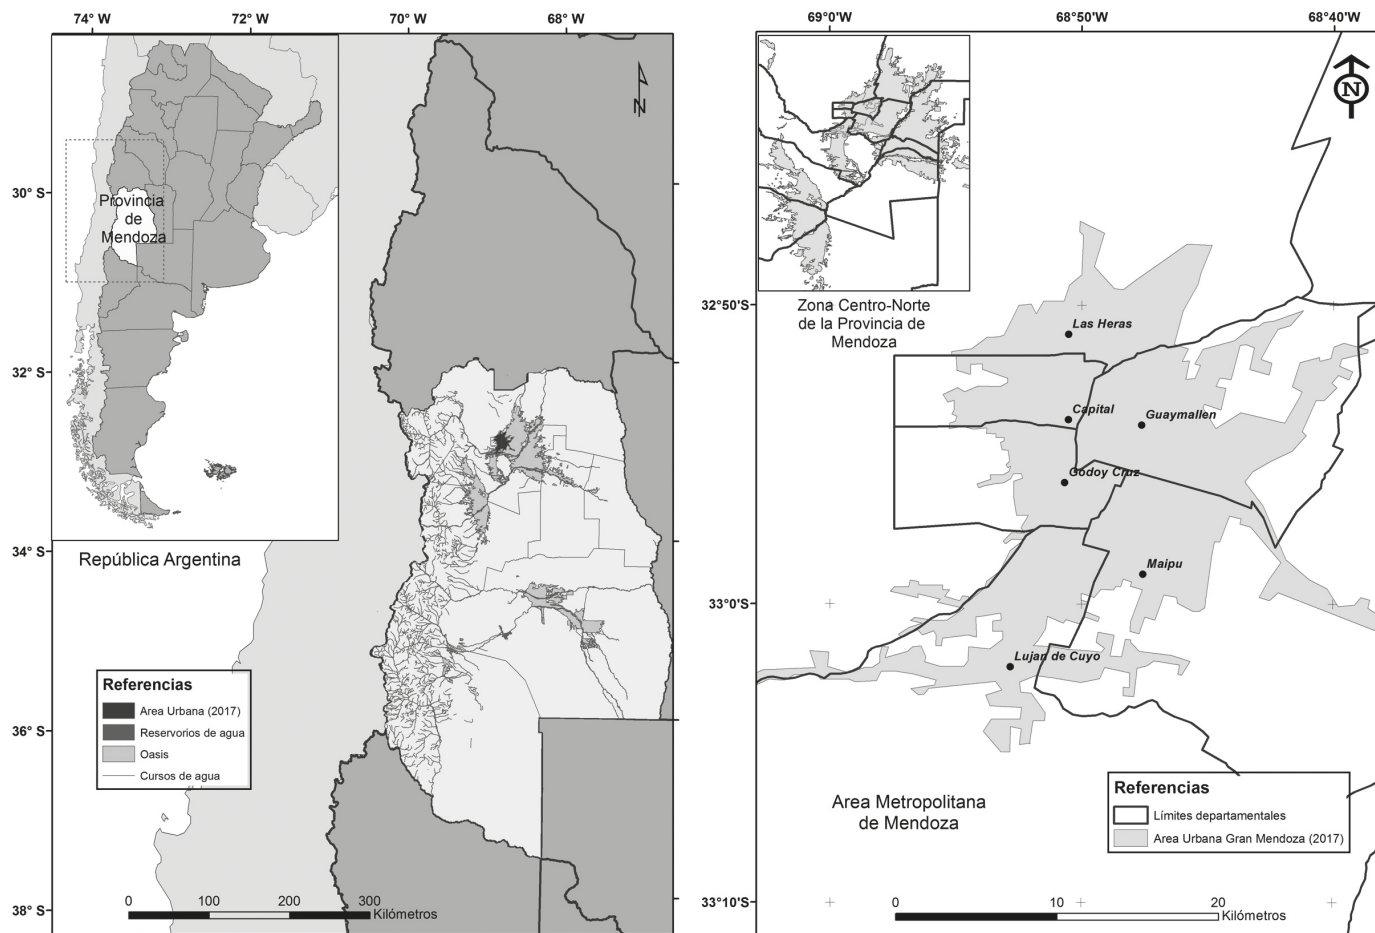 74° W
72° W
70° W
68° W
30° S
32° S
34° S
36° S
38° S
Provincia
de
Mendoza
República Argentina
N
Referencias
Area Urbana (2017)
Reservorios de agua
Oasis
Cursos de agua
0
100
200
300
Kilómetros
69°0'W
68°50'W
68°40'W
32°50'S
33°0'S
33°10'S
N
Zona Centro-Norte
de la Provincia de
Mendoza
Las Heras
Capital
Guaymallen
Godoy Cruz
Maipu
Lujan de Cuyo
Area Metropolitana
de Mendoza
Referencias
Límites departamentales
Area Urbana Gran Mendoza (2017)
0
10
20
Kilómetros